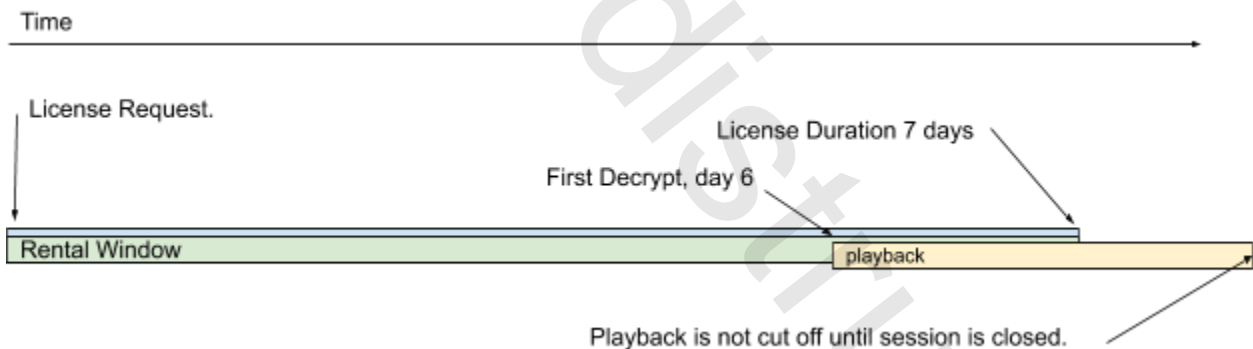 Time
License Request.
License Duration 7 days
First Decrypt, day 6
Rental Window
playback
Playback is not cut off until session is closed.